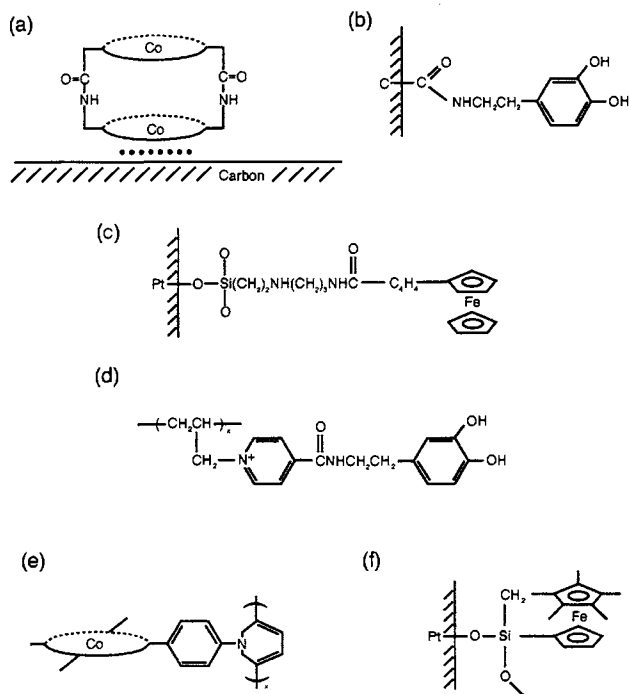 (a)
Co
O=C
C=O
NH
NH
Co
Carbon
(b)
C
C
O
NHCH₂CH₂
OH
OH
(c)
O
O
Pt
O
Si(CH₂)₂NH(CH₂)₃NHC
C₄H₄
Fe
O
(d)
(CH₂CH)ₓ
CH₂
N⁺
O
CNHCH₂CH₂
OH
OH
(e)
Co
N
x
(f)
Pt
O
Si
CH₂
Fe
O